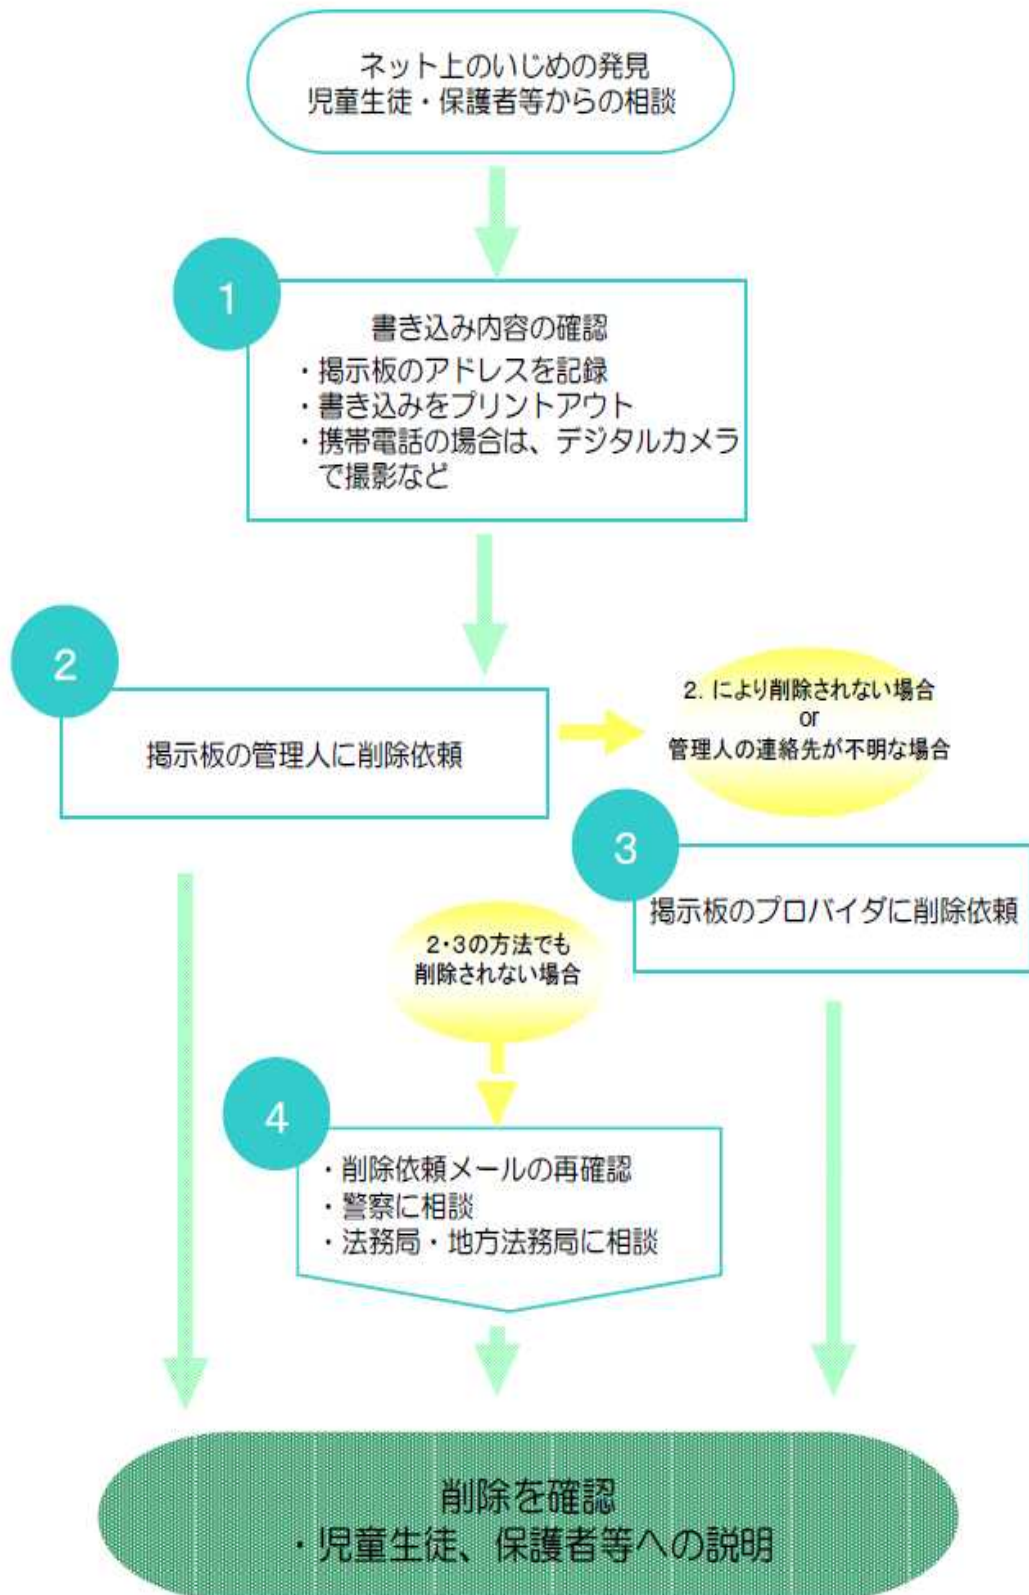 ネット上のいじめの発見
児童生徒・保護者等からの相談
1
書き込み内容の確認
・掲示板のアドレスを記録
・書き込みをプリントアウト
・携帯電話の場合は、デジタルカメラ
で撮影など
2
掲示板の管理人に削除依頼
2. により削除されない場合
or
管理人の連絡先が不明な場合
3
掲示板のプロバイダに削除依頼
2・3の方法でも
削除されない場合
4
・削除依頼メールの再確認
・警察に相談
・法務局・地方法務局に相談
削除を確認
・児童生徒、保護者等への説明